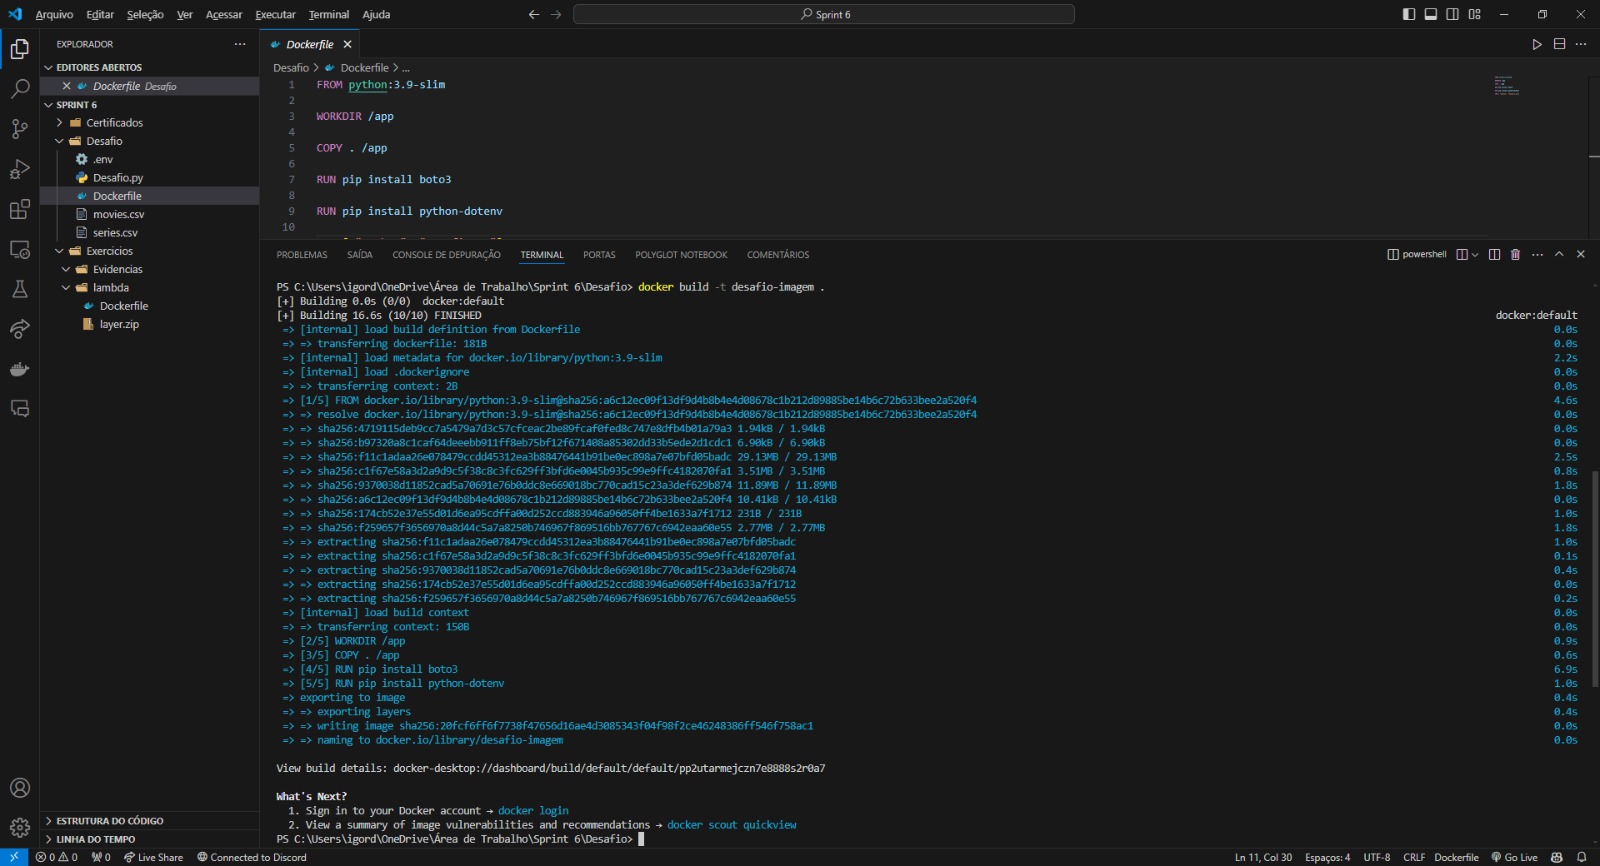 Arquivo Editar Seleção Ver Acessar Executar Terminal Ajuda
Sprint 6
EXPLORADOR
EDITORES ABERTOS
Dockerfile Desafio
SPRINT 6
Certificados
Desafio
.env
Desafio.py
Dockerfile
movies.csv
series.csv
Exercicios
Evidencias
lambda
Dockerfile
layer.zip
ESTRUTURA DO CÓDIGO
LINHA DO TEMPO
Dockerfile
Desafio > Dockerfile > ...
1 FROM python:3.9-slim
2
3 WORKDIR /app
4
5 COPY . /app
6
7 RUN pip install boto3
8
9 RUN pip install python-dotenv
10
PROBLEMAS SAÍDA CONSOLE DE DEPURAÇÃO TERMINAL PORTAS POLYGLOT NOTEBOOK COMENTÁRIOS
powershell
PS C:\Users\igord\OneDrive\Área de Trabalho\Sprint 6\Desafio> docker build -t desafio-imagem .
[+] Building 0.0s (0/0) docker:default
[+] Building 16.6s (10/10) FINISHED docker:default
=> [internal] load build definition from Dockerfile 0.0s
=> => transferring dockerfile: 181B 0.0s
=> [internal] load metadata for docker.io/library/python:3.9-slim 2.2s
=> [internal] load .dockerignore 0.0s
=> => transferring context: 2B 0.0s
=> [1/5] FROM docker.io/library/python:3.9-slim@sha256:a6c12ec09f13df9d4b8b4e4d08678c1b212d89885be14b6c72b633bee2a520f4 4.6s
=> => resolve docker.io/library/python:3.9-slim@sha256:a6c12ec09f13df9d4b8b4e4d08678c1b212d89885be14b6c72b633bee2a520f4 0.0s
=> => sha256:4719115deb9cc7a5479a7d3c57cfceac2be89fcaf0fed8c747e8dfb4b01a79a3 1.94kB / 1.94kB 0.0s
=> => sha256:b97320a8c1caf64deeebb911ff8eb75bf12f671408a85302dd33b5ede2d1cdc1 6.90kB / 6.90kB 0.0s
=> => sha256:f11c1adaa26e078479ccdd45312ea3b88476441b91be0ec898a7e07bfd05badc 29.13MB / 29.13MB 2.5s
=> => sha256:c1f67e58a3d2a9d9c5f38c8c3fc629ff3bfd6e0045b935c99e9ffc4182070fa1 3.51MB / 3.51MB 0.8s
=> => sha256:9370038d11852cad5a70691e76b0ddc8e669018bc770cad15c23a3def629b874 11.89MB / 11.89MB 1.8s
=> => sha256:a6c12ec09f13df9d4b8b4e4d08678c1b212d89885be14b6c72b633bee2a520f4 10.41kB / 10.41kB 0.0s
=> => sha256:174cb52e37e55d01d6ea95cdffa00d252ccd883946a96050ff4be1633a7f1712 231B / 231B 1.0s
=> => sha256:f259657f3656970a8d44c5a7a8250b746967f869516bb767767c6942eaa60e55 2.77MB / 2.77MB 1.8s
=> => extracting sha256:f11c1adaa26e078479ccdd45312ea3b88476441b91be0ec898a7e07bfd05badc 1.0s
=> => extracting sha256:c1f67e58a3d2a9d9c5f38c8c3fc629ff3bfd6e0045b935c99e9ffc4182070fa1 0.1s
=> => extracting sha256:9370038d11852cad5a70691e76b0ddc8e669018bc770cad15c23a3def629b874 0.4s
=> => extracting sha256:174cb52e37e55d01d6ea95cdffa00d252ccd883946a96050ff4be1633a7f1712 0.0s
=> => extracting sha256:f259657f3656970a8d44c5a7a8250b746967f869516bb767767c6942eaa60e55 0.2s
=> [internal] load build context 0.0s
=> => transferring context: 150B 0.0s
=> [2/5] WORKDIR /app 0.9s
=> [3/5] COPY . /app 0.6s
=> [4/5] RUN pip install boto3 6.9s
=> [5/5] RUN pip install python-dotenv 1.0s
=> exporting to image 0.4s
=> => exporting layers 0.4s
=> => writing image sha256:20fcf6ff6f7738f47656d16ae4d3085343f04f98f2ce46248386ff546f758ac1 0.0s
=> => naming to docker.io/library/desafio-imagem 0.0s
View build details: docker-desktop://dashboard/build/default/default/pp2utarmejczn7e8888s2r0a7
What's Next?
1. Sign in to your Docker account → docker login
2. View a summary of image vulnerabilities and recommendations → docker scout quickview
PS C:\Users\igord\OneDrive\Área de Trabalho\Sprint 6\Desafio>
0 0 0 Live Share Connected to Discord Ln 11, Col 30 Espaços: 4 UTF-8 CRLF Dockerfile Go Live